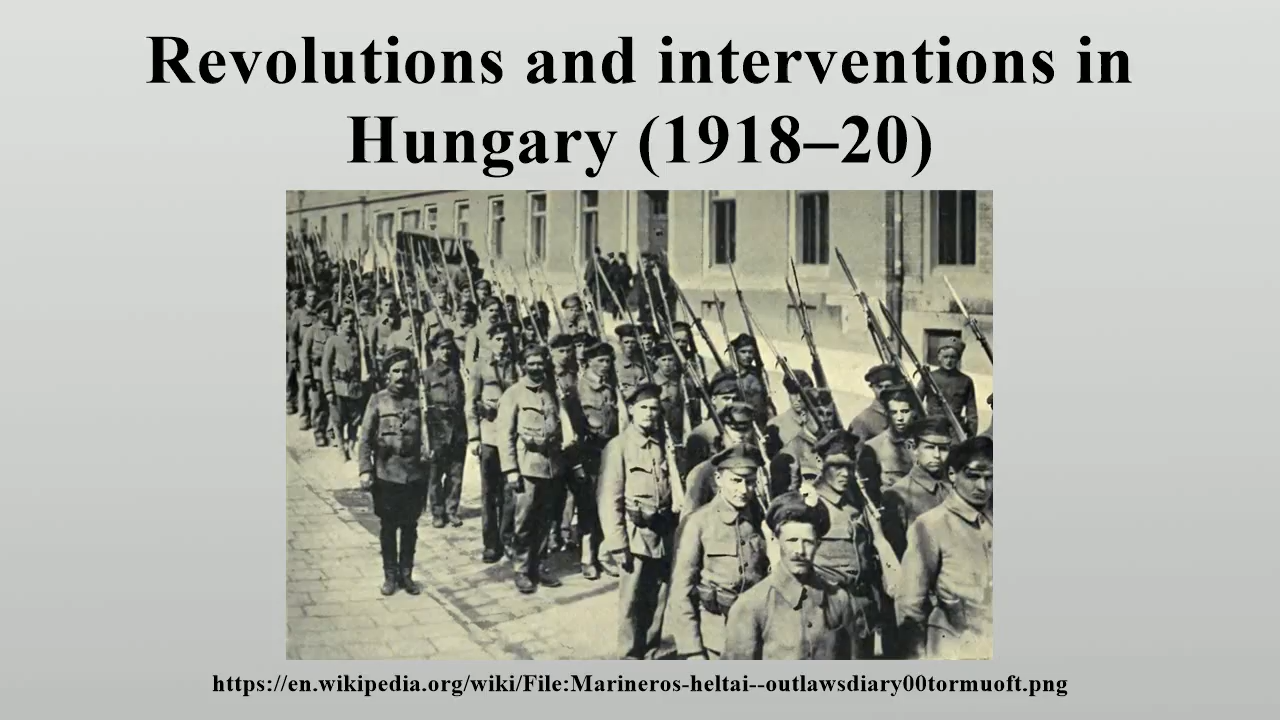 Revolutions and interventions in
Hungary (1918–20)
https://en.wikipedia.org/wiki/File:Marineros-heltai--outlawsdiary00tormuoft.png